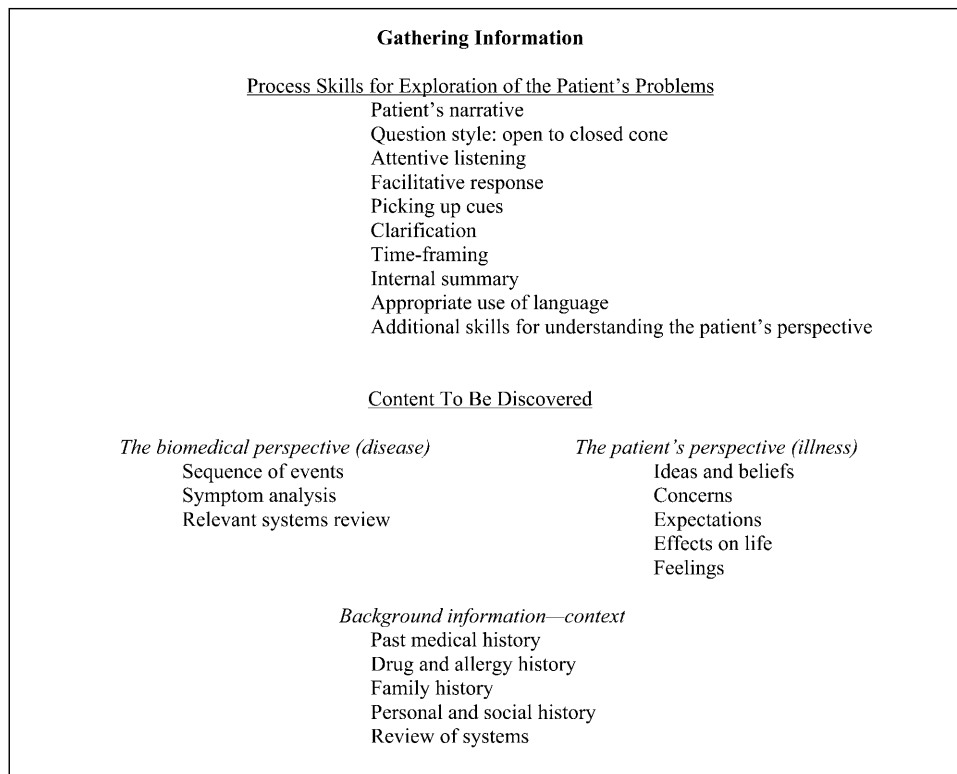 Gathering Information
Process Skills for Exploration of the Patient’s Problems
Patient’s narrative
Question style: open to closed cone
Attentive listening
Facilitative response
Picking up cues
Clarification
Time-framing
Internal summary
Appropriate use of language
Additional skills for understanding the patient’s perspective
Content To Be Discovered
The biomedical perspective (disease)
Sequence of events
Symptom analysis
Relevant systems review
The patient’s perspective (illness)
Ideas and beliefs
Concerns
Expectations
Effects on life
Feelings
Background information—context
Past medical history
Drug and allergy history
Family history
Personal and social history
Review of systems